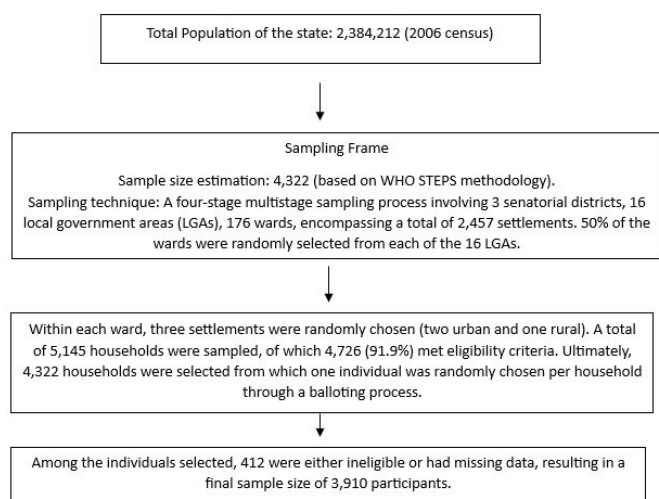 Total Population of the state: 2,384,212 (2006 census)
Sampling Frame
Sample size estimation: 4,322 (based on WHO STEPS methodology).
Sampling technique: A four-stage multistage sampling process involving 3 senatorial districts, 16
local government areas (LGAs), 176 wards, encompassing a total of 2,457 settlements. 50% of the
wards were randomly selected from each of the 16 LGAs.
Within each ward, three settlements were randomly chosen (two urban and one rural). A total
of 5,145 households were sampled, of which 4,726 (91.9%) met eligibility criteria. Ultimately,
4,322 households were selected from which one individual was randomly chosen per household
through a balloting process.
Among the individuals selected, 412 were either ineligible or had missing data, resulting in a
final sample size of 3,910 participants.